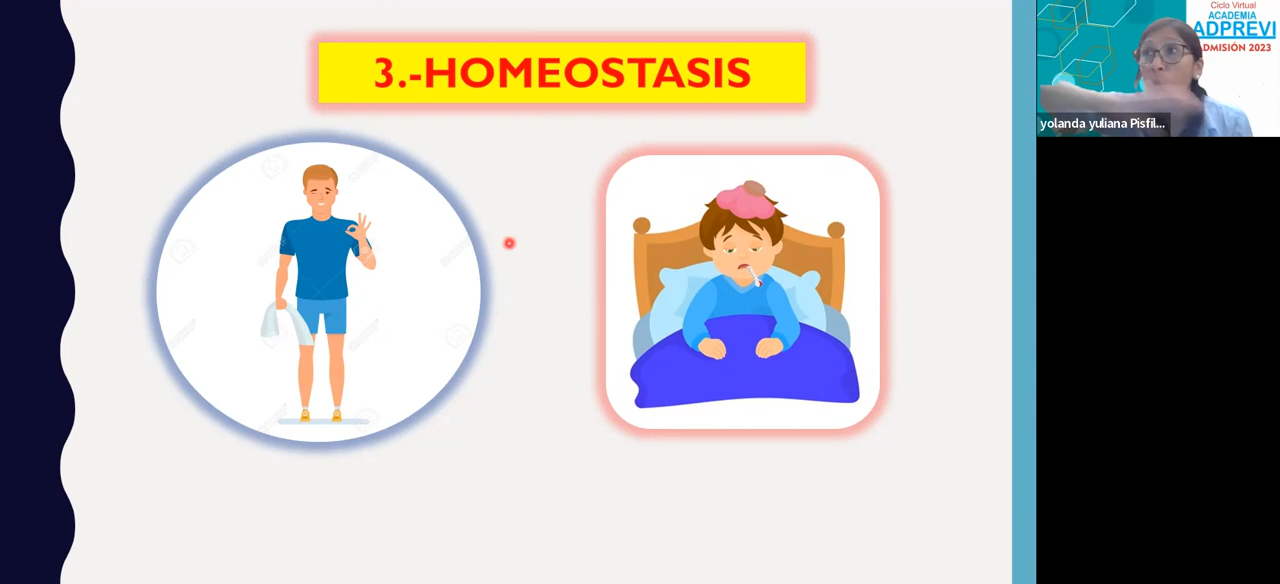 3.-HOMEOSTASIS
Ciclo Virtual
ACADEMIA
ADPREVI
ADMISIÓN 2023
yolanda yuliana Pisfil...